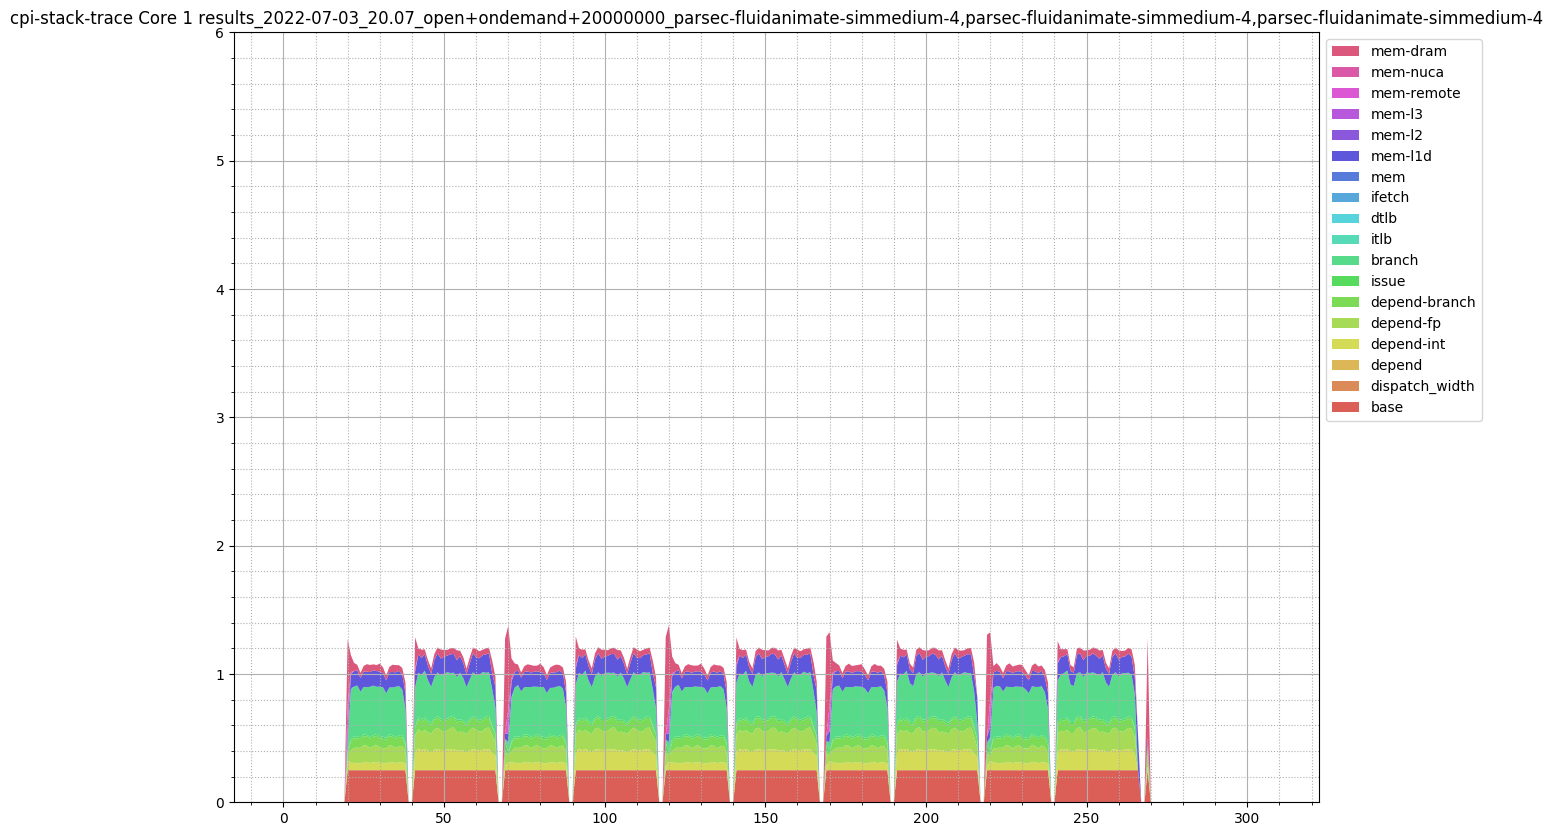 cpi-stack-trace Core 1 results_2022-07-03_20.07_open+ondemand+20000000_parsec-fluidanimate-simmedium-4,parsec-fluidanimate-simmedium-4,parsec-fluidanimate-simmedium-4
6
5
4
3
2
1
0
0 50 100 150 200 250 300
mem-dram
mem-nuca
mem-remote
mem-l3
mem-l2
mem-l1d
mem
ifetch
dtlb
itlb
branch
issue
depend-branch
depend-fp
depend-int
depend
dispatch_width
base